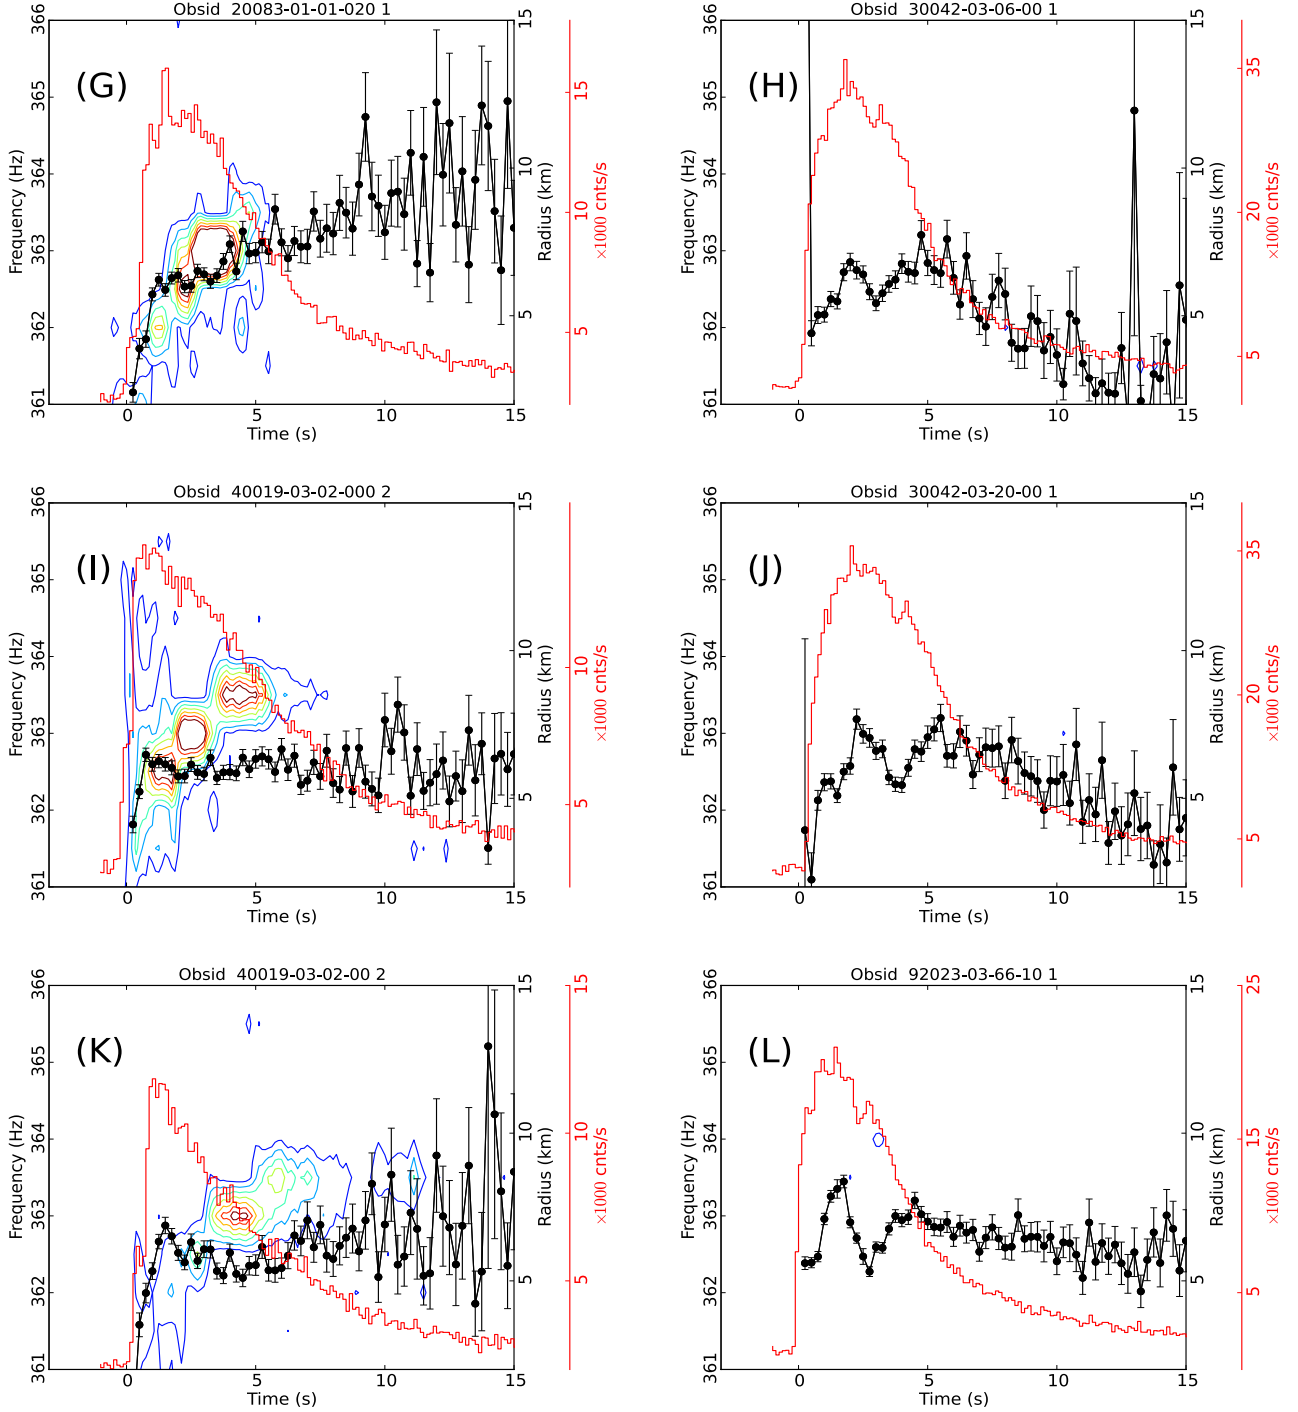 Obsid 20083-01-01-020 1
(G)
Frequency (Hz)
361 362 363 364 365 366
Time (s)
0 5 10 15
Radius (km)
5 10 15
×1000 cnts/s
5 10 15
Obsid 30042-03-06-00 1
(H)
Frequency (Hz)
361 362 363 364 365 366
Time (s)
0 5 10 15
Radius (km)
5 10 15
×1000 cnts/s
5 20 35
Obsid 40019-03-02-000 2
(I)
Frequency (Hz)
361 362 363 364 365 366
Time (s)
0 5 10 15
Radius (km)
5 10 15
×1000 cnts/s
5 10
Obsid 30042-03-20-00 1
(J)
Frequency (Hz)
361 362 363 364 365 366
Time (s)
0 5 10 15
Radius (km)
5 10 15
×1000 cnts/s
5 20 35
Obsid 40019-03-02-00 2
(K)
Frequency (Hz)
361 362 363 364 365 366
Time (s)
0 5 10 15
Radius (km)
5 10 15
×1000 cnts/s
5 10
Obsid 92023-03-66-10 1
(L)
Frequency (Hz)
361 362 363 364 365 366
Time (s)
0 5 10 15
Radius (km)
5 10 15
×1000 cnts/s
5 15 25